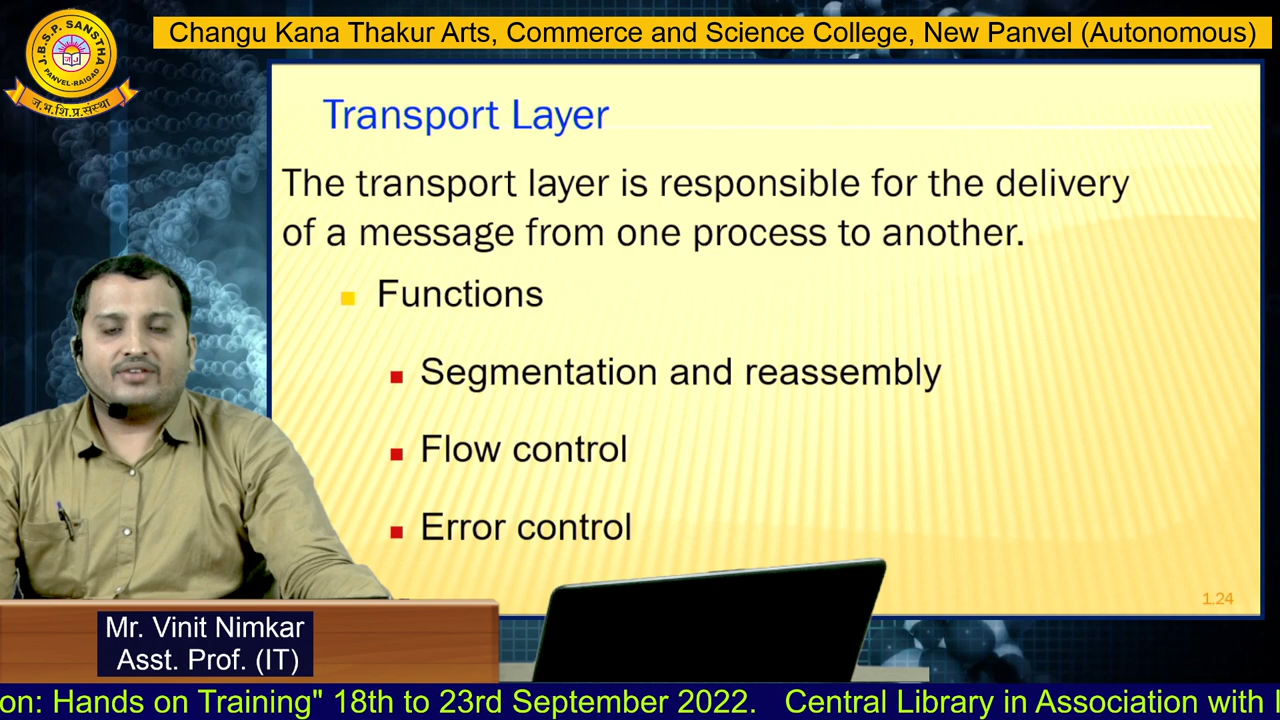 J.B.S.P. SANSTHA
PANVEL-RAIGAD
ज.भ.शि.प्र.संस्था
Changu Kana Thakur Arts, Commerce and Science College, New Panvel (Autonomous)
Transport Layer
The transport layer is responsible for the delivery
of a message from one process to another.
Functions
Segmentation and reassembly
Flow control
Error control
1.24
Mr. Vinit Nimkar
Asst. Prof. (IT)
on: Hands on Training" 18th to 23rd September 2022. Central Library in Association with